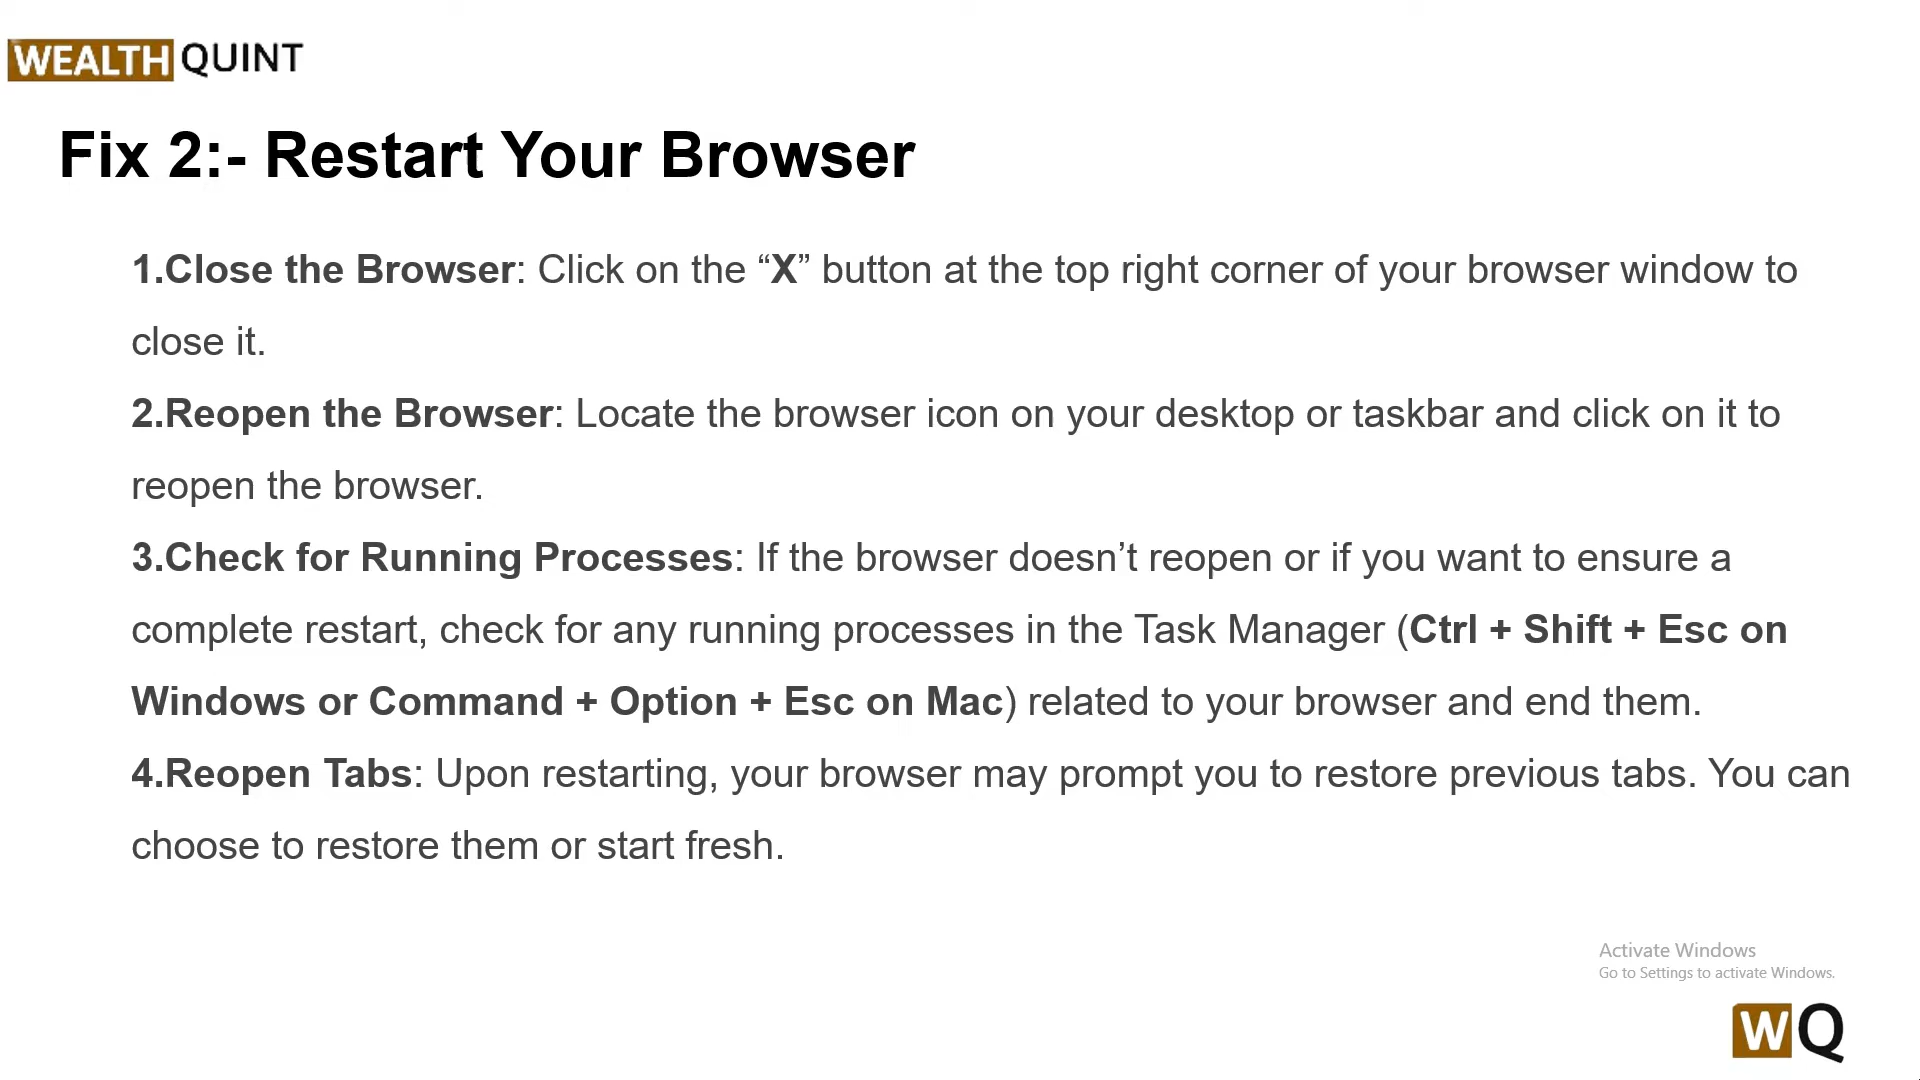 WEALTH QUINT
Fix 2:- Restart Your Browser
1.Close the Browser: Click on the “X” button at the top right corner of your browser window to
close it.
2.Reopen the Browser: Locate the browser icon on your desktop or taskbar and click on it to
reopen the browser.
3.Check for Running Processes: If the browser doesn’t reopen or if you want to ensure a
complete restart, check for any running processes in the Task Manager (Ctrl + Shift + Esc on
Windows or Command + Option + Esc on Mac) related to your browser and end them.
4.Reopen Tabs: Upon restarting, your browser may prompt you to restore previous tabs. You can
choose to restore them or start fresh.
Activate Windows
Go to Settings to activate Windows.
WQ